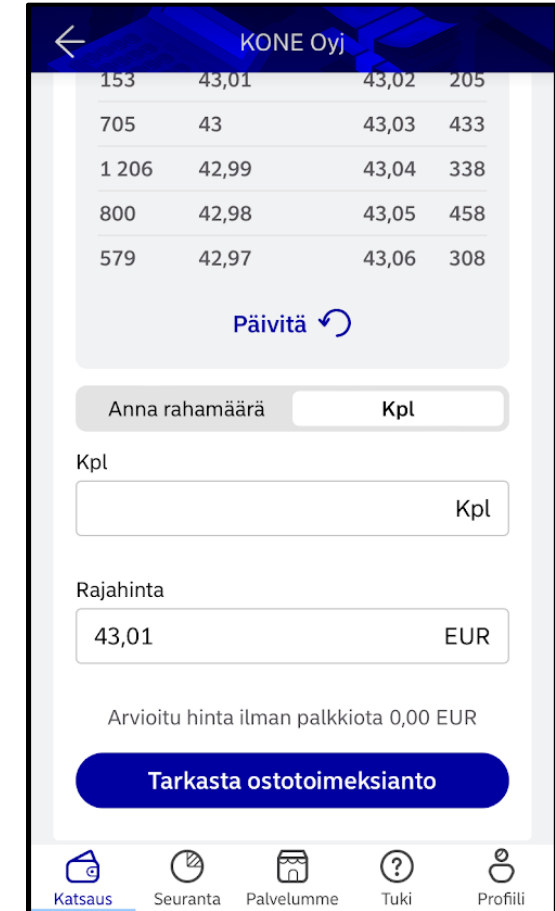 KONE Oyj
153 43,01 43,02 205
705 43 43,03 433
1 206 42,99 43,04 338
800 42,98 43,05 458
579 42,97 43,06 308
Päivitä
Anna rahamäärä Kpl
Kpl
Kpl
Rajahinta
43,01 EUR
Arvioitu hinta ilman palkkiota 0,00 EUR
Tarkasta ostotoimeksianto
Katsaus Seuranta Palvelumme Tuki Profiili